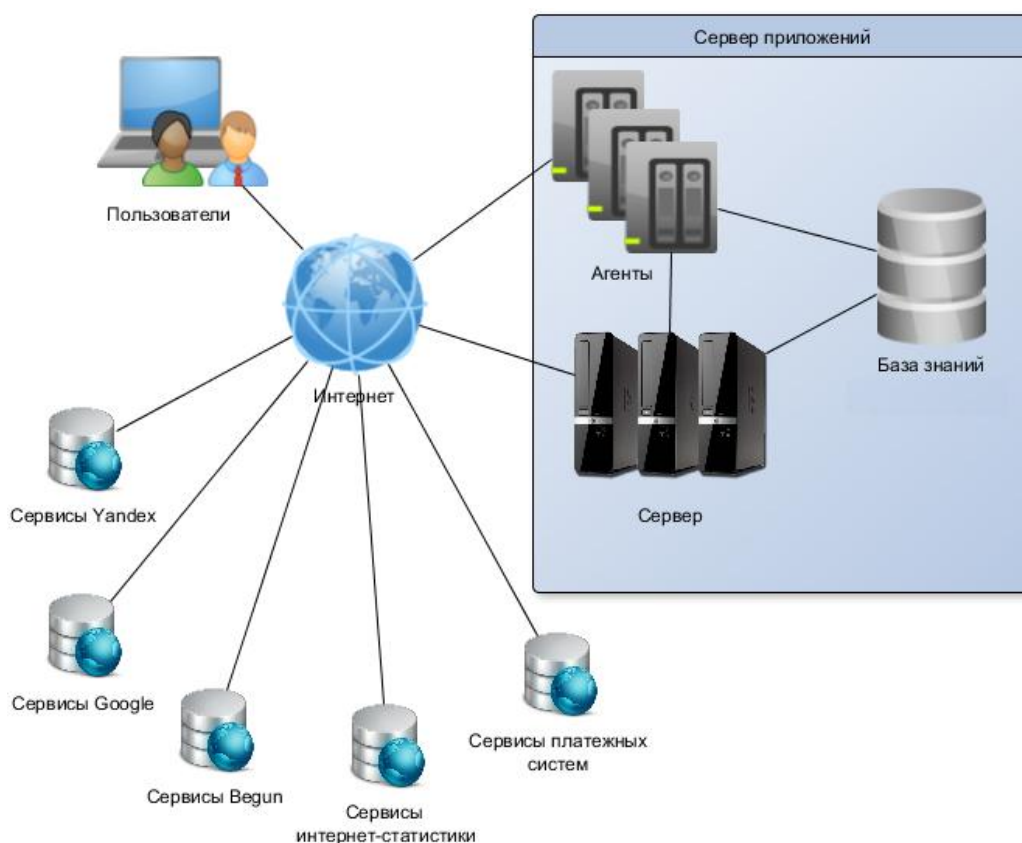 Сервер приложений
Пользователи
Агенты
База знаний
Интернет
Сервер
Сервисы Yandex
Сервисы Google
Сервисы Begun
Сервисы
интернет-статистики
Сервисы платежных
систем